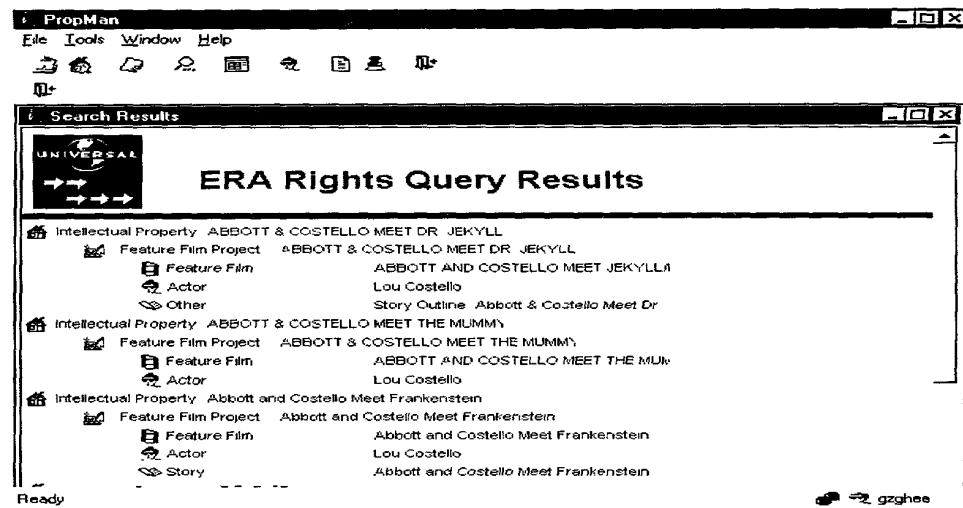 PropMan
File Tools Window Help
Search Results
UNIVERSAL
ERA Rights Query Results
Intellectual Property ABBOTT & COSTELLO MEET DR JEKYLL
Feature Film Project ABBOTT & COSTELLO MEET DR JEKYLL
Feature Film ABBOTT AND COSTELLO MEET JEKYLL/
Actor Lou Costello
Other Story Outline Abbott & Costello Meet Dr
Intellectual Property ABBOTT & COSTELLO MEET THE MUMMY
Feature Film Project ABBOTT & COSTELLO MEET THE MUMMY
Feature Film ABBOTT AND COSTELLO MEET THE MUM
Actor Lou Costello
Intellectual Property Abbott and Costello Meet Frankenstein
Feature Film Project Abbott and Costello Meet Frankenstein
Feature Film Abbott and Costello Meet Frankenstein
Actor Lou Costello
Story Abbott and Costello Meet Frankenstein
Ready gzghee